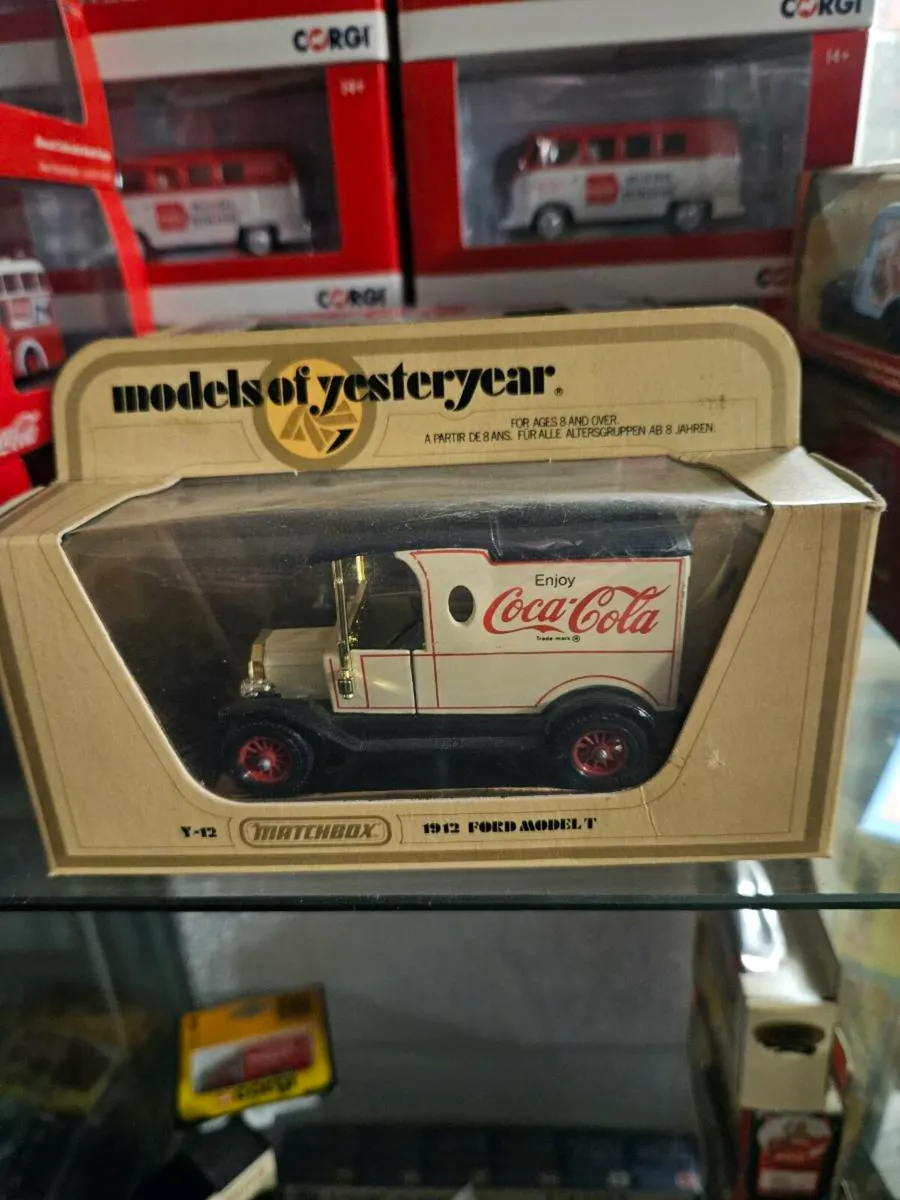 CORGI
CORGI
14+
14+
CORGI
models of yesteryear®
FOR AGES 8 AND OVER.
A PARTIR DE 8 ANS. FÜR ALLE ALTERSGRUPPEN AB 8 JAHREN.
Enjoy
Coca-Cola
Trade mark ®
Y-12
MATCHBOX
1912 FORD MODEL T